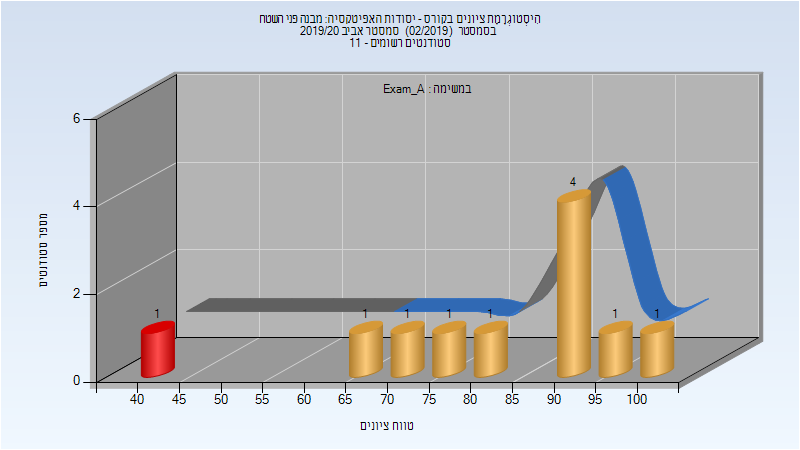 היסטוגרמת ציונים בקורס - יסודות האפיטקסיה: מבנה פני השטח
בסמסטר (02/2019) סמסטר אביב 2019/20
סטודנטים רשומים - 11
במשימה : Exam_A
מספר סטודנטים
6
4
2
0
1
1
1
1
1
4
1
1
40 45 50 55 60 65 70 75 80 85 90 95 100
טווח ציונים